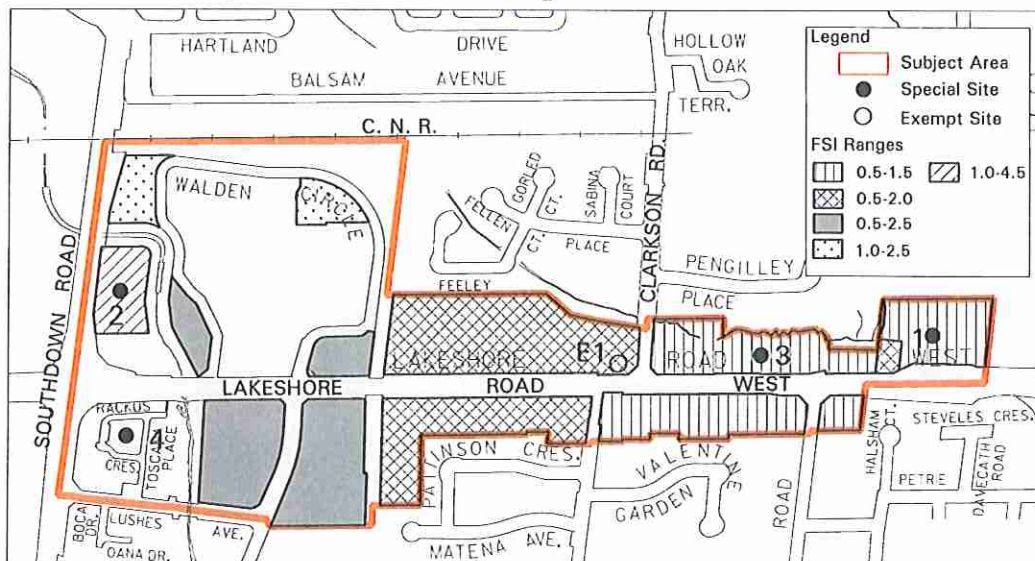 HARTLAND DRIVE
BALSAM AVENUE
HOLLOW
OAK
TERR.
C. N. R.
Legend
Subject Area
Special Site
Exempt Site
FSI Ranges
0.5-1.5
1.0-4.5
0.5-2.0
0.5-2.5
1.0-2.5
WALDEN
CIRCLE
GORLED
CT.
SABINA
COURT
FELLEN
CT.
PLACE
FEELEY
CLARKSON RD.
PENGILLEY
PLACE
SOUTHDOWN ROAD
2
LAKESHORE
E1
ROAD
3
1
WEST
LAKESHORE ROAD WEST
RACKUS
CRES.
4
TOSCANA
PLACE
PATTINSON CRES.
VALENTINE
GARDEN
ROAD
HALSHAM
CT.
STEVELES CRES.
PETRIE
DAVECATH
ROAD
BOCA
DR.
LUSHES
AVE.
OANA DR.
MATENA AVE.